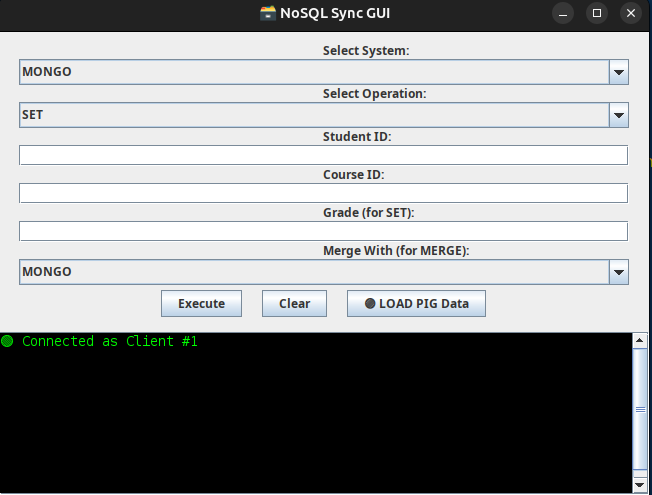 NoSQL Sync GUI
Select System:
MONGO
Select Operation:
SET
Student ID:
Course ID:
Grade (for SET):
Merge With (for MERGE):
MONGO
Execute Clear LOAD PIG Data
Connected as Client #1